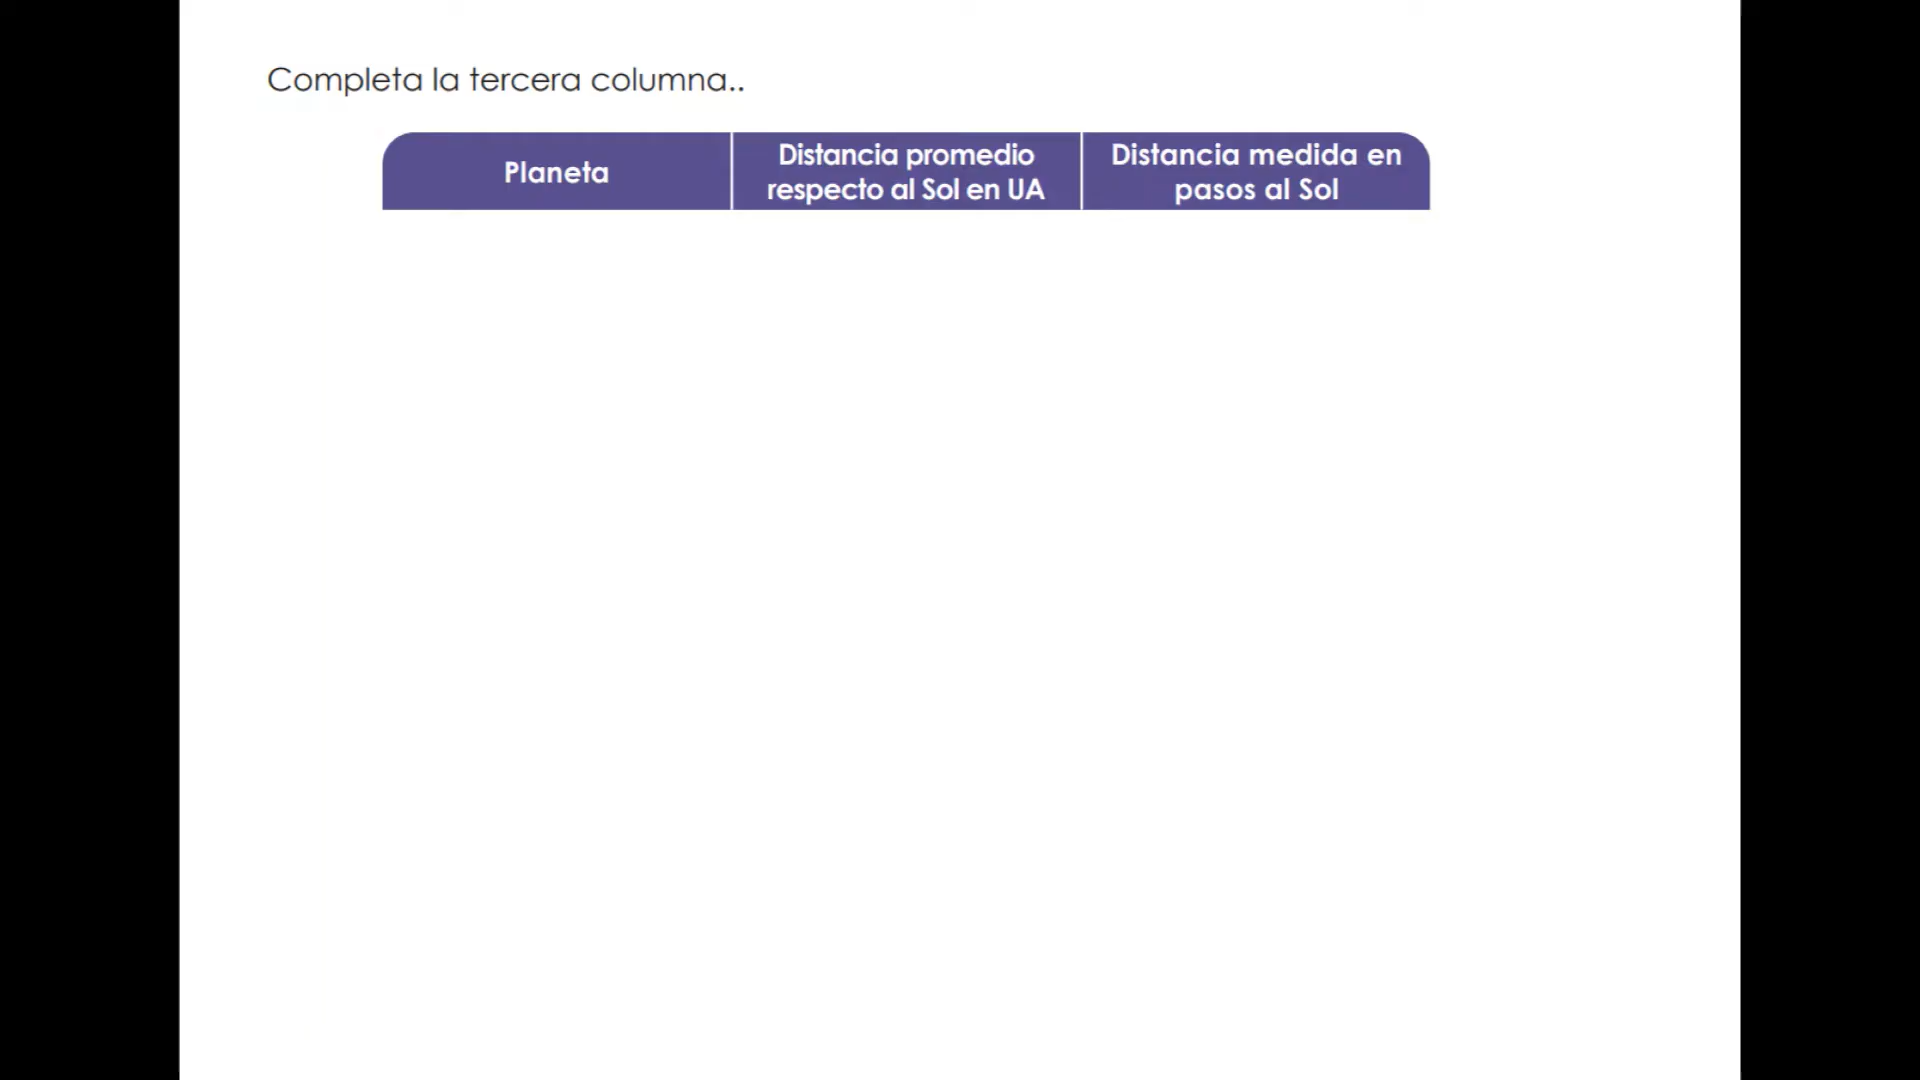 Completa la tercera columna..
Planeta
Distancia promedio
respecto al Sol en UA
Distancia medida en
pasos al Sol